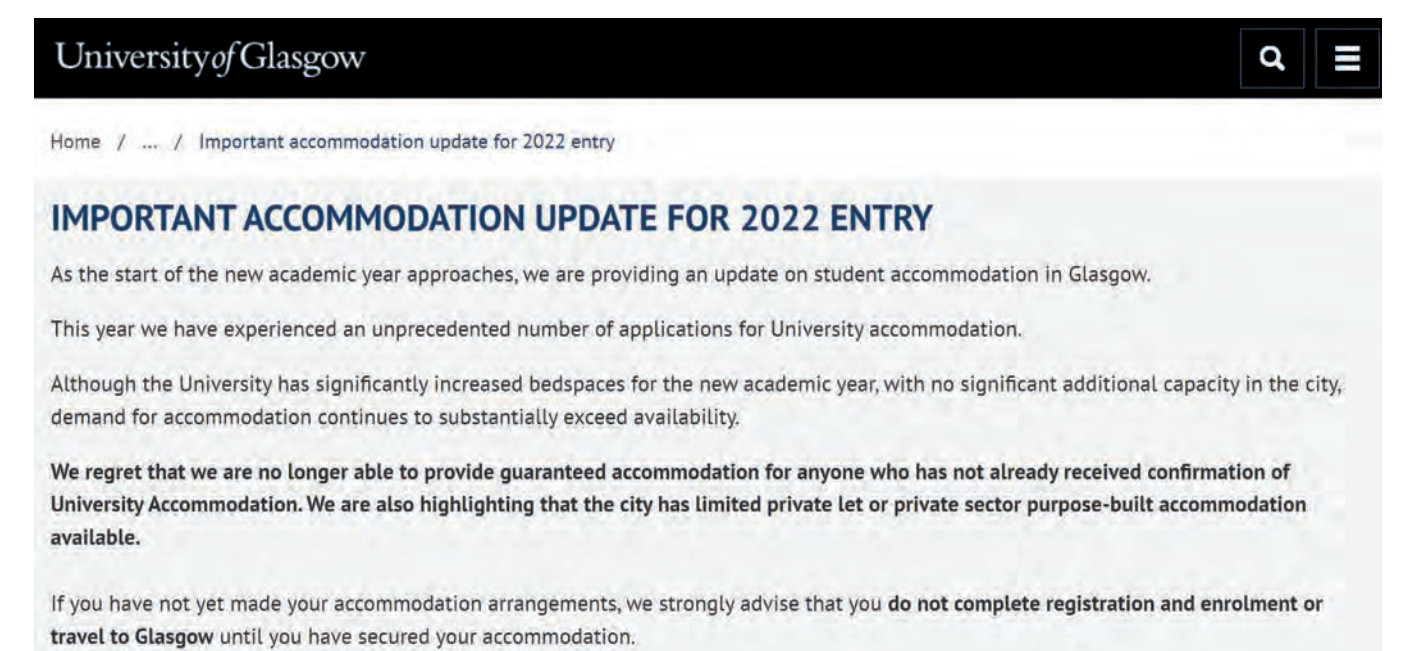 University of Glasgow
Home / ... / Important accommodation update for 2022 entry
IMPORTANT ACCOMMODATION UPDATE FOR 2022 ENTRY
As the start of the new academic year approaches, we are providing an update on student accommodation in Glasgow.
This year we have experienced an unprecedented number of applications for University accommodation.
Although the University has significantly increased bedspaces for the new academic year, with no significant additional capacity in the city,
demand for accommodation continues to substantially exceed availability.
We regret that we are no longer able to provide guaranteed accommodation for anyone who has not already received confirmation of
University Accommodation. We are also highlighting that the city has limited private let or private sector purpose-built accommodation
available.
If you have not yet made your accommodation arrangements, we strongly advise that you do not complete registration and enrolment or
travel to Glasgow until you have secured your accommodation.